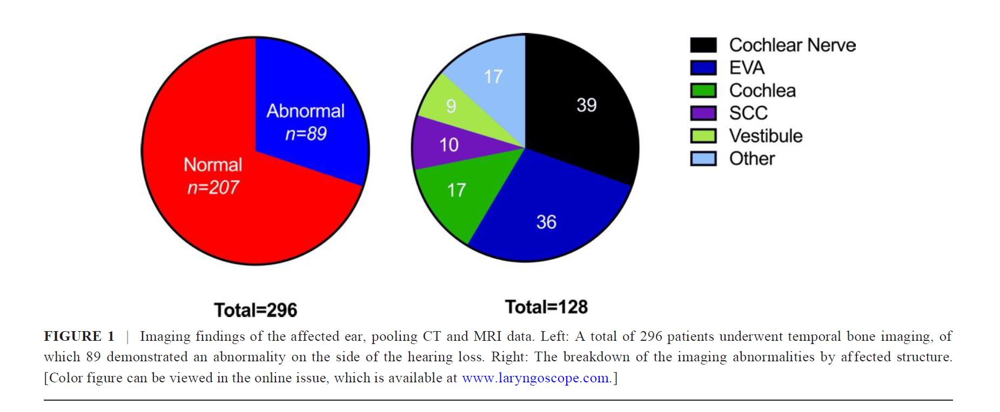 Abnormal
n=89
Normal
n=207
Total=296
17
39
9
10
17
36
Total=128
Cochlear Nerve
EVA
Cochlea
SCC
Vestibule
Other
FIGURE 1 | Imaging findings of the affected ear, pooling CT and MRI data. Left: A total of 296 patients underwent temporal bone imaging, of
which 89 demonstrated an abnormality on the side of the hearing loss. Right: The breakdown of the imaging abnormalities by affected structure.
[Color figure can be viewed in the online issue, which is available at www.laryngoscope.com.]